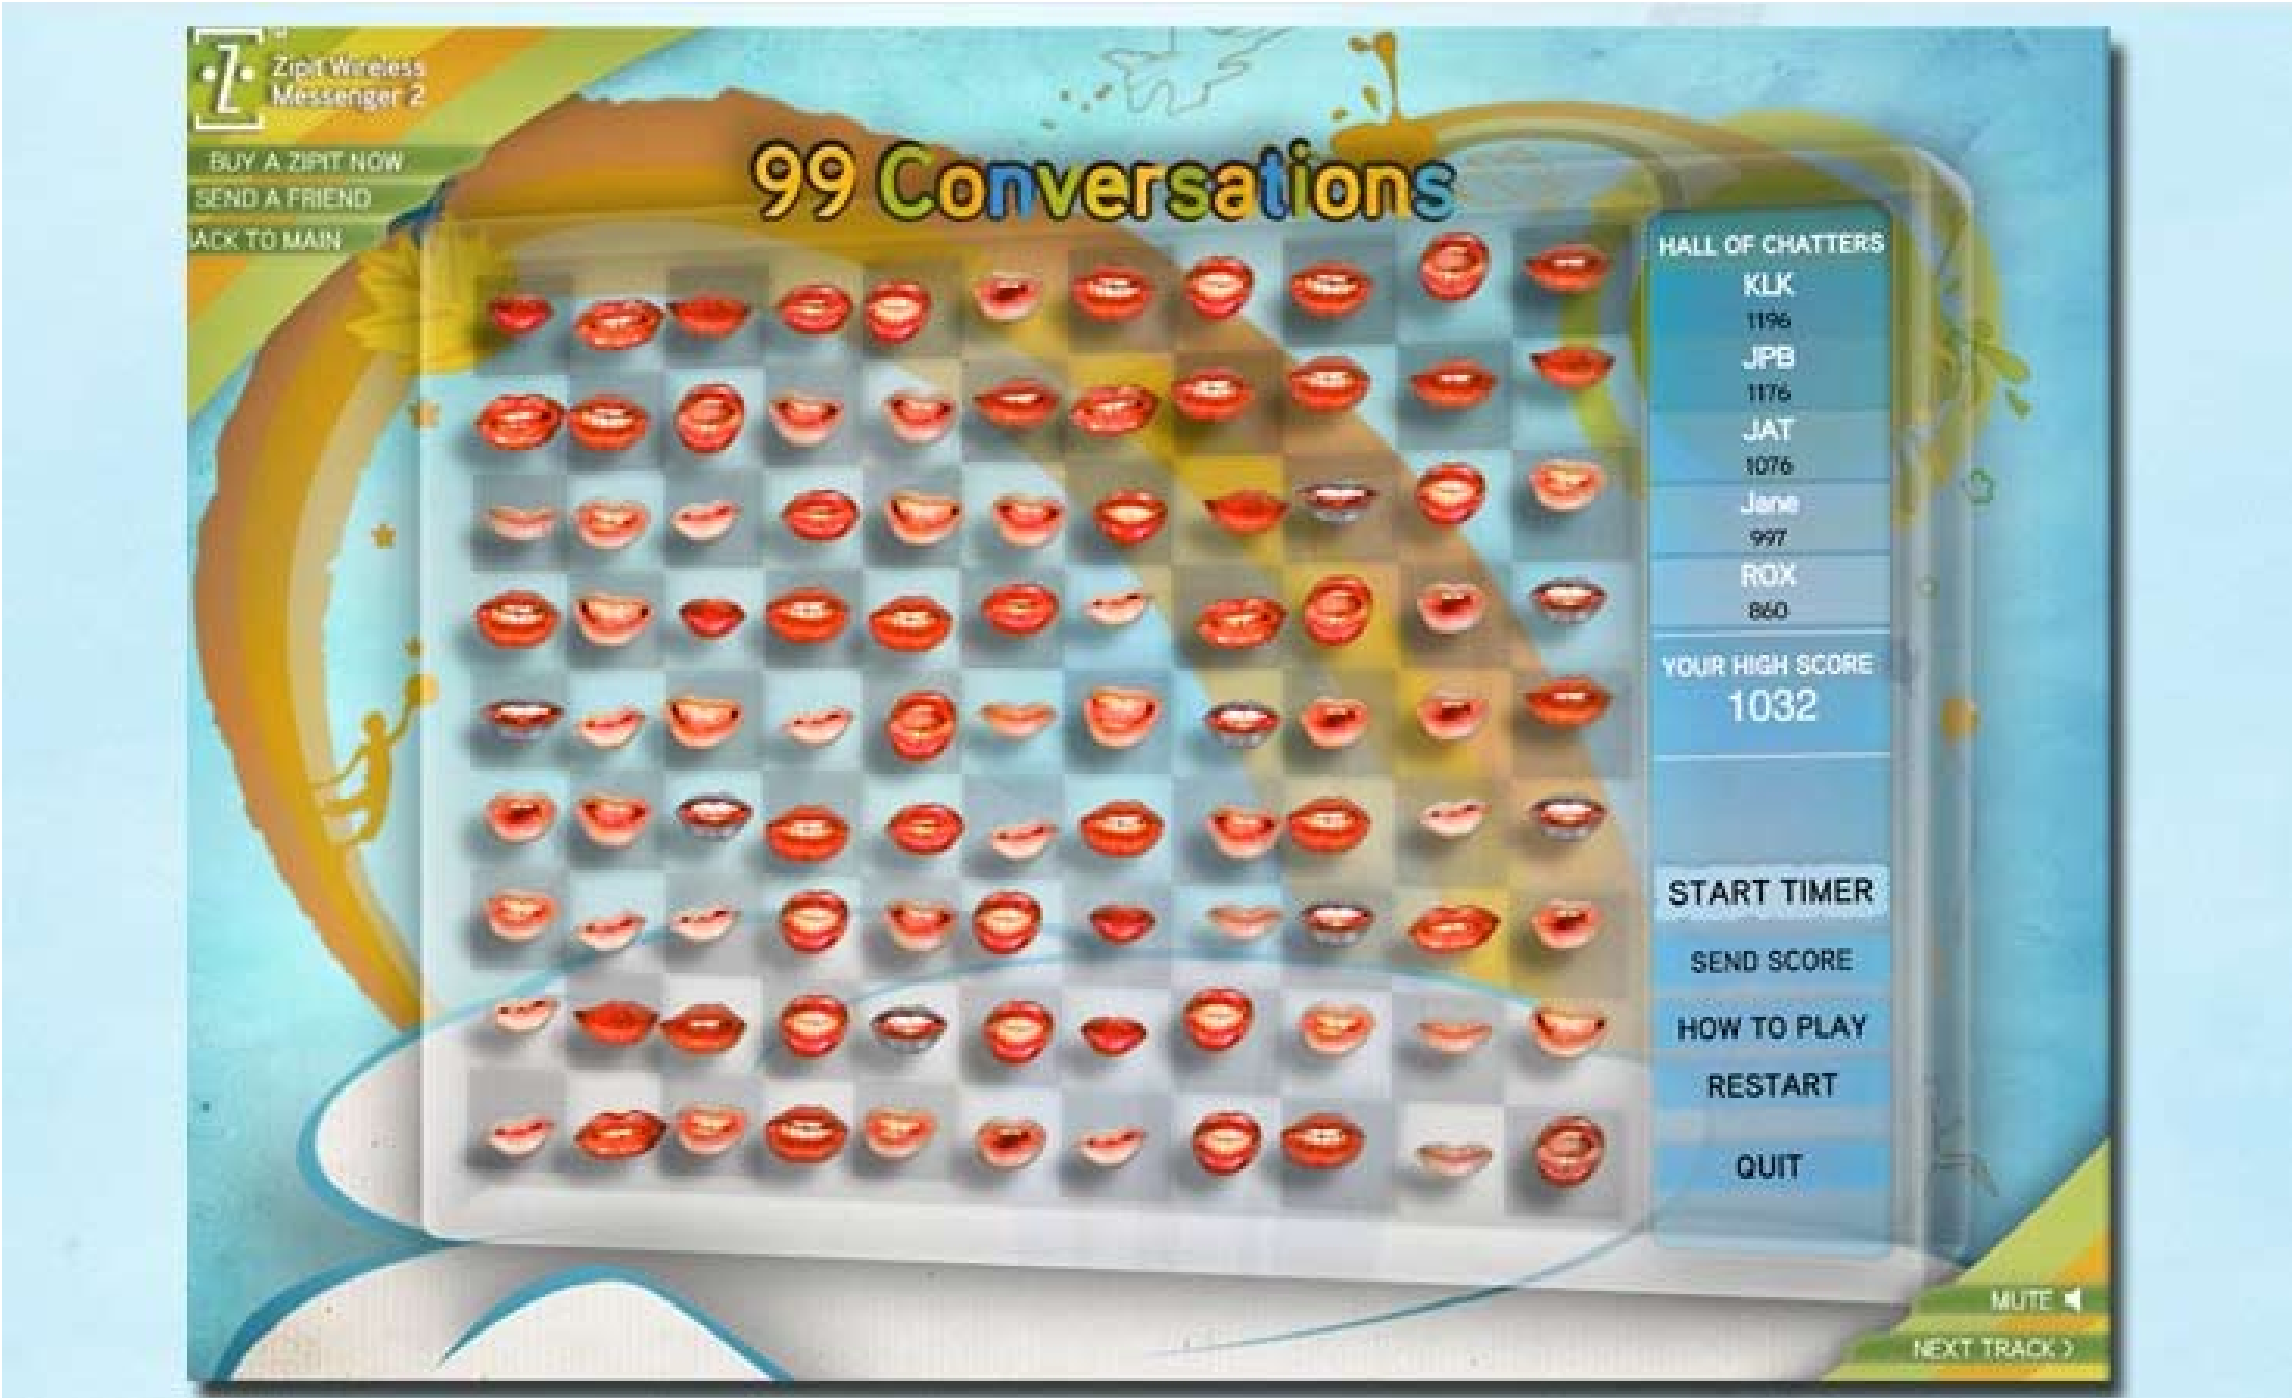 Zipit Wireless
Messenger 2
BUY A ZIPIT NOW
SEND A FRIEND
BACK TO MAIN
99 Conversations
HALL OF CHATTERS
KLK
1196
JPB
1176
JAT
1076
Jane
997
ROX
860
YOUR HIGH SCORE
1032
START TIMER
SEND SCORE
HOW TO PLAY
RESTART
QUIT
MUTE
NEXT TRACK >